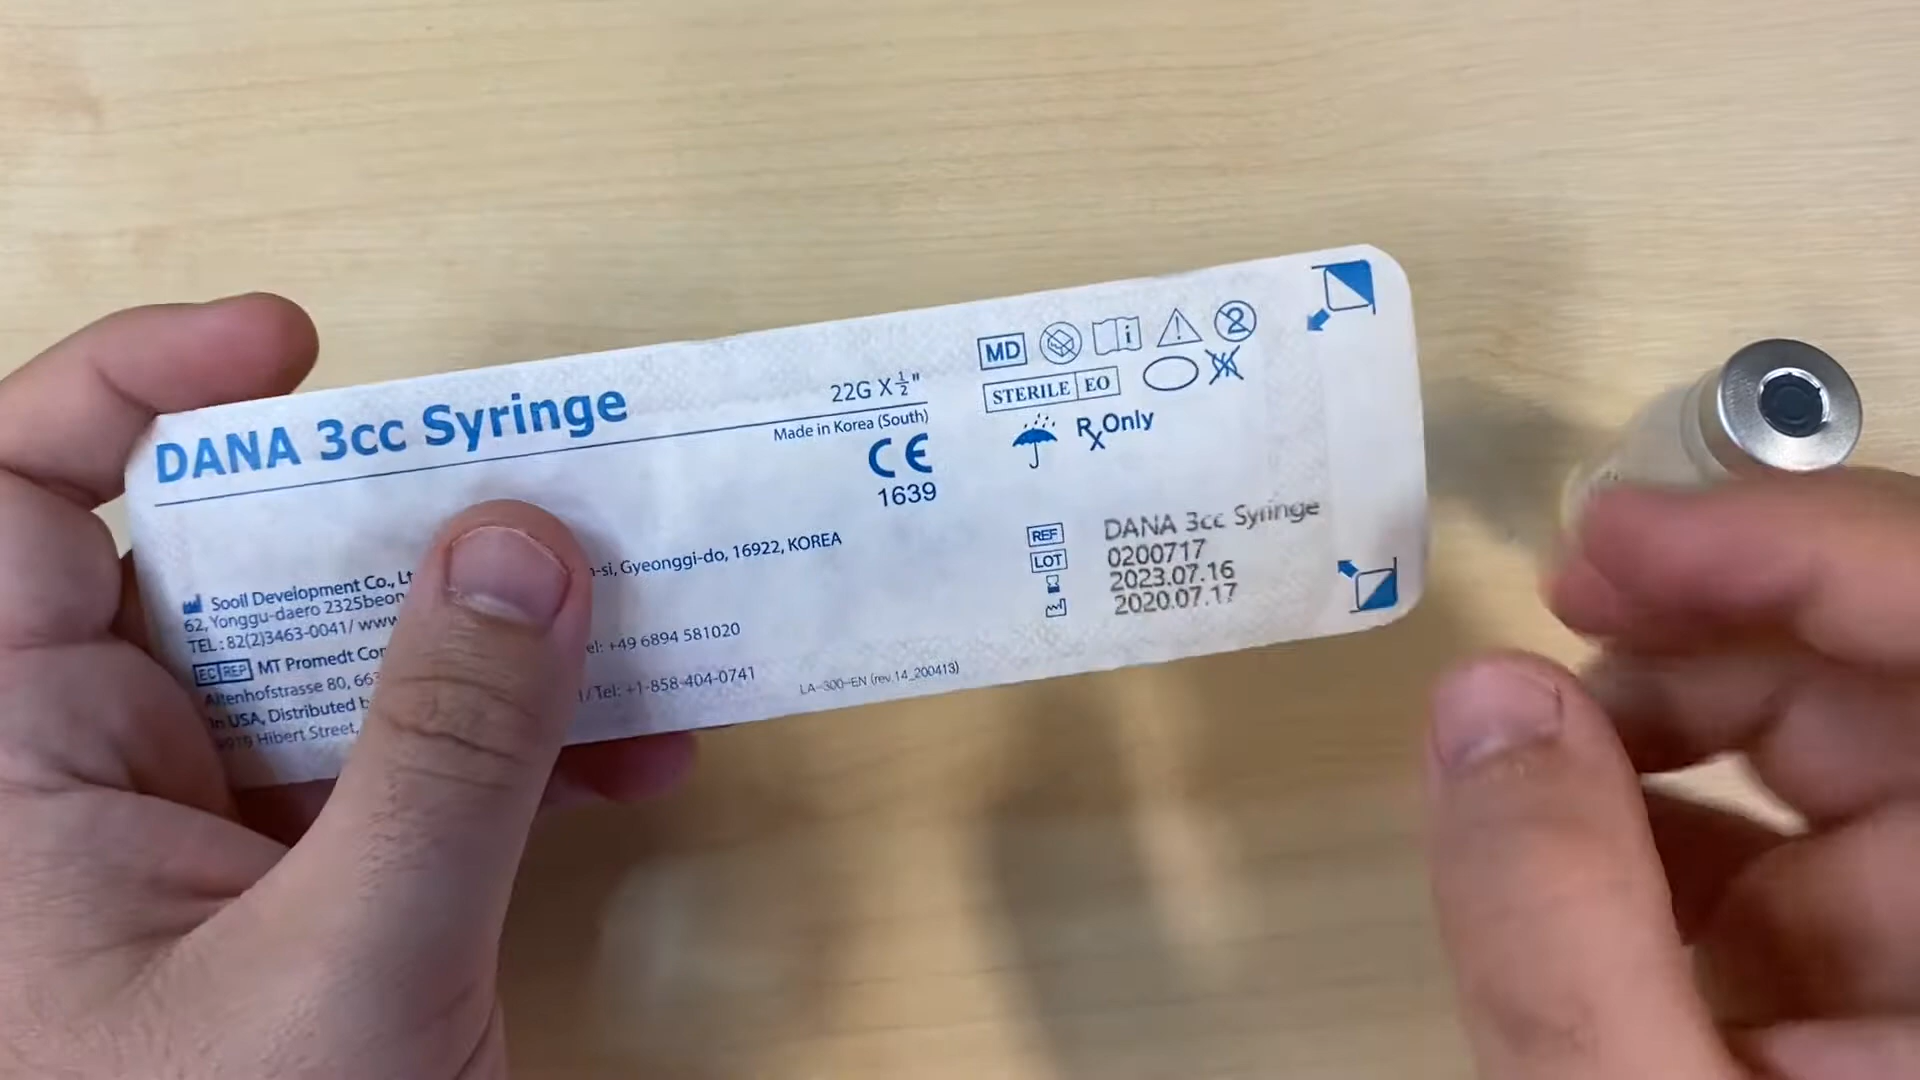 DANA 3cc Syringe
22G X 1/2"
Made in Korea (South)
CE
1639
Sooil Development Co., Lt
62, Yonggu-daero 2325beon
-si, Gyeonggi-do, 16922, KOREA
TEL : 82(2)3463-0041/ www
EC REP MT Promedt Co
Altenhofstrasse 80, 663
el: +49 6894 581020
In USA, Distributed b
Hibert Street,
/ Tel: +1-858-404-0741
LA-300-EN (rev.14_200413)
MD
2
STERILE EO
Rx Only
REF DANA 3cc Syringe
LOT 0200717
2023.07.16
2020.07.17